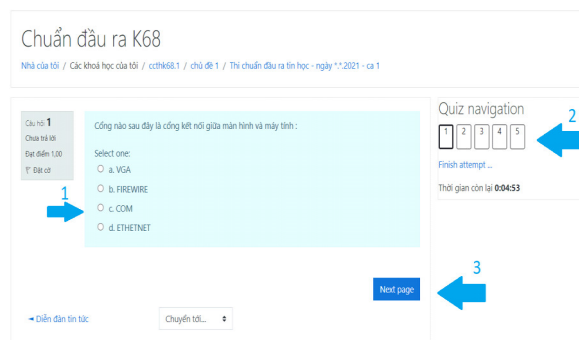 Chuẩn đầu ra K68
Nhà của tôi / Các khoá học của tôi / ccthk68.1 / chủ đề 1 / Thi chuẩn đầu ra tin học - ngày *.*.2021 - ca 1
Câu hỏi 1
Chưa trả lời
Đạt điểm 1,00
Đặt cờ
Cổng nào sau đây là cổng kết nối giữa màn hình và máy tính :
Select one:
a. VGA
b. FIREWIRE
c. COM
d. ETHETNET
1
Quiz navigation
1 2 3 4 5
2
Finish attempt ...
Thời gian còn lại 0:04:53
3
Next page
◄ Diễn đàn tin tức
Chuyển tới...